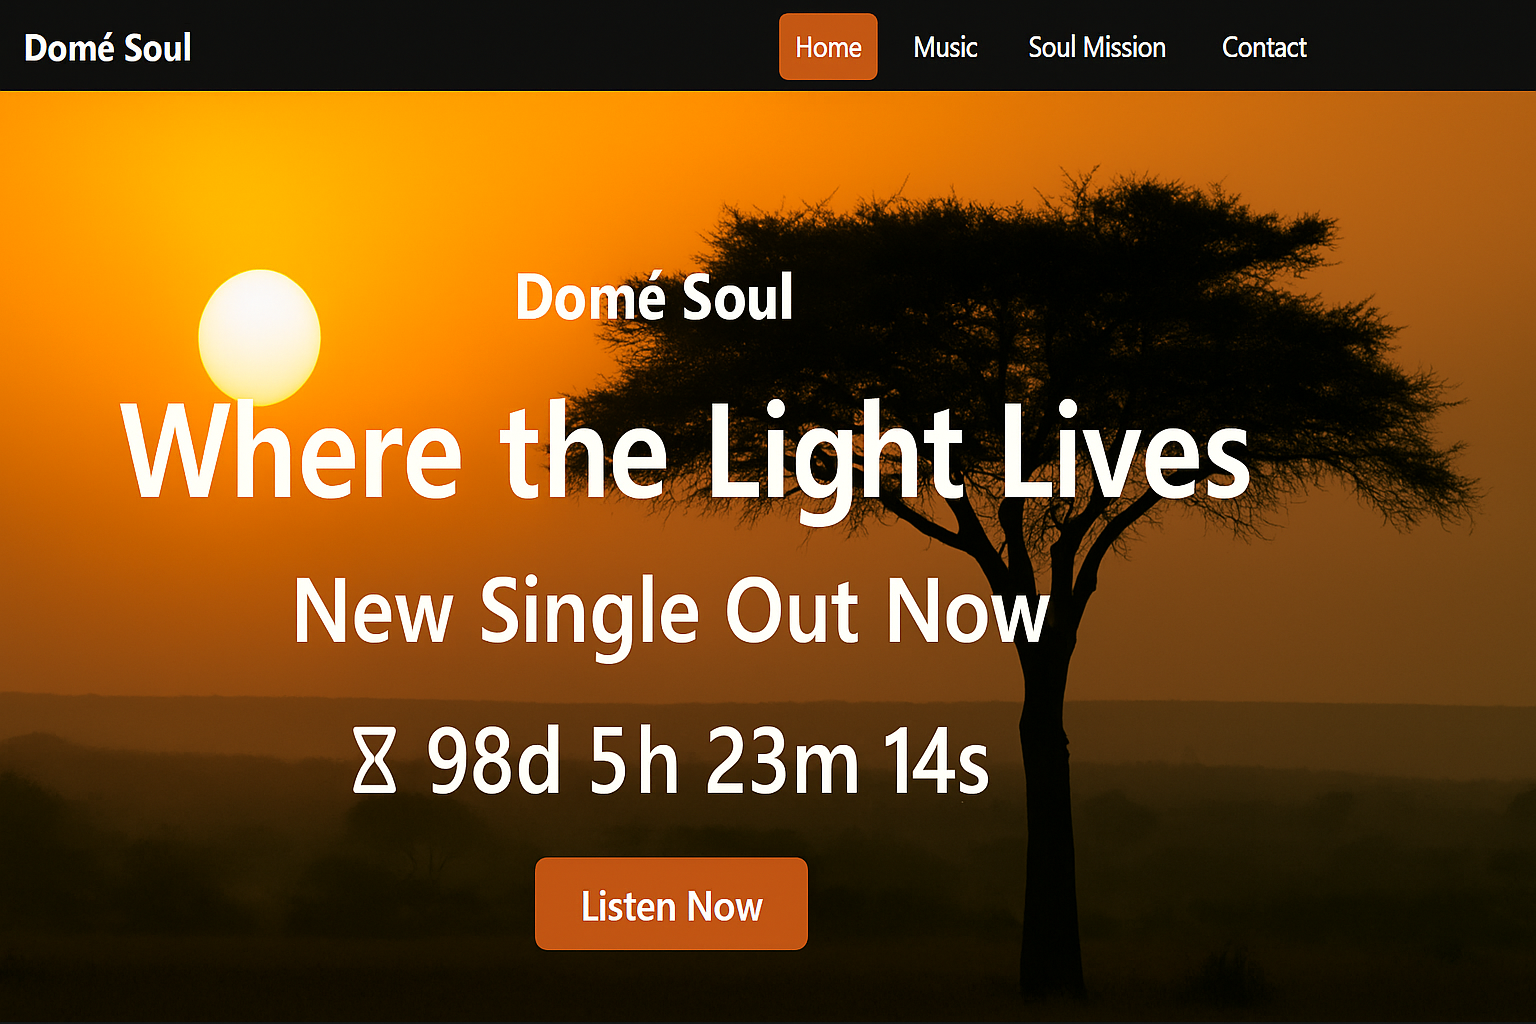 Domé Soul
Home Music Soul Mission Contact
Domé Soul
Where the Light Lives
New Single Out Now
⌛ 98d 5h 23m 14s
Listen Now